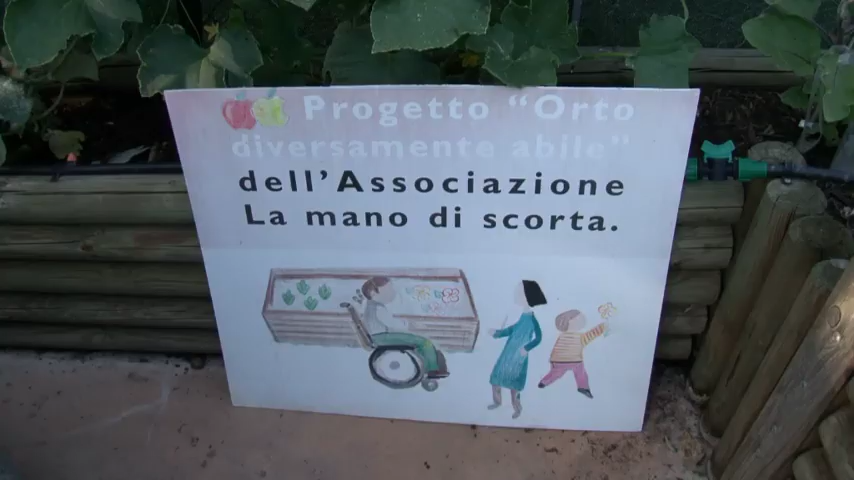 Progetto "Orto
diversamente abile"
dell'Associazione
La mano di scorta.